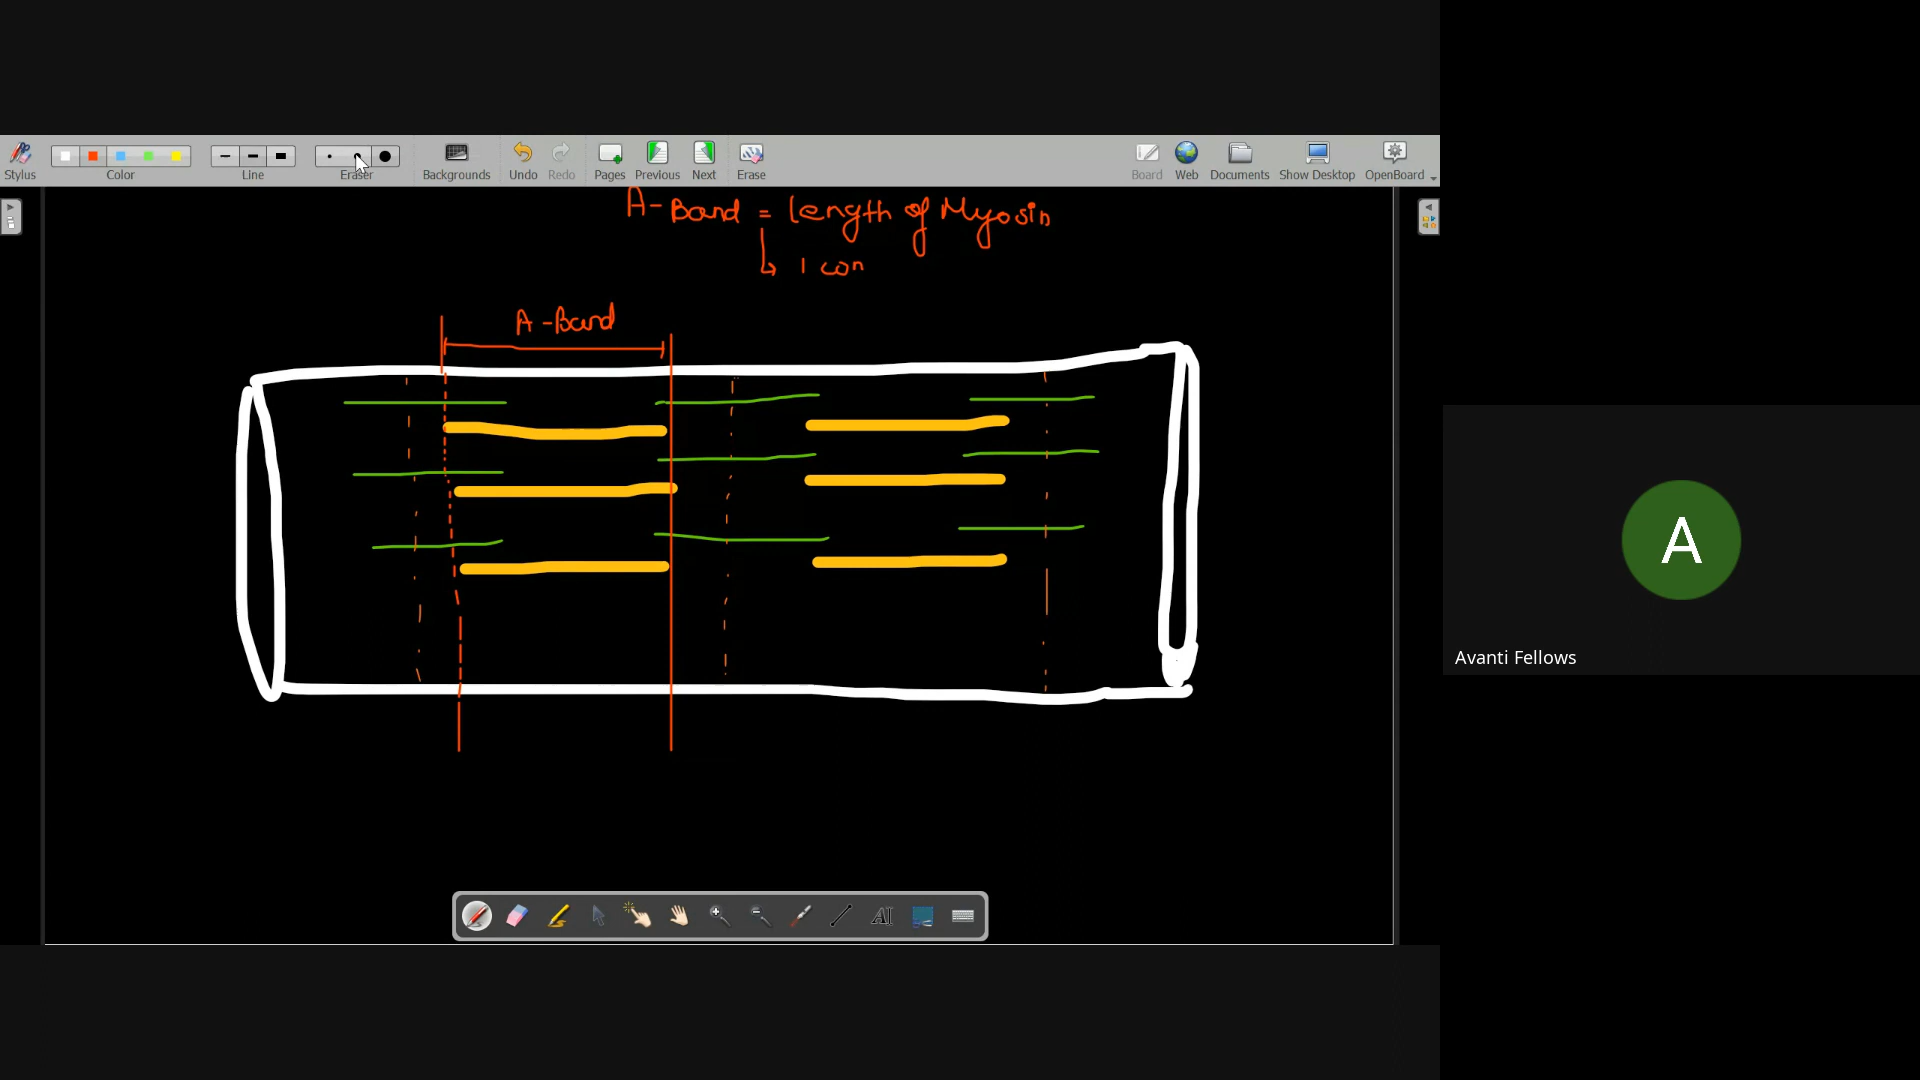 Stylus
Color
Line
Eraser
Backgrounds
Undo
Redo
Pages
Previous
Next
Erase
Board
Web
Documents
Show Desktop
OpenBoard
A-Band = length of Myosin
↳ 1 con
A-Band
A
Avanti Fellows